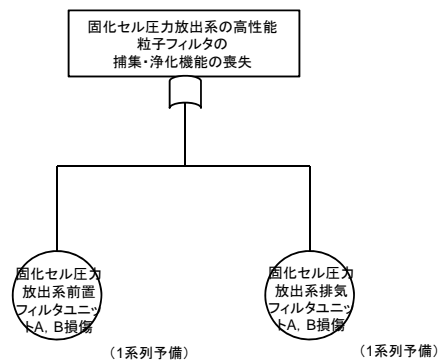 固化セル圧力放出系の高性能
粒子フィルタの
捕集・浄化機能の喪失
固化セル圧力
放出系前置
フィルタユニッ
トA, B損傷
（1系列予備）
固化セル圧力
放出系排気
フィルタユニッ
トA, B損傷
（1系列予備）